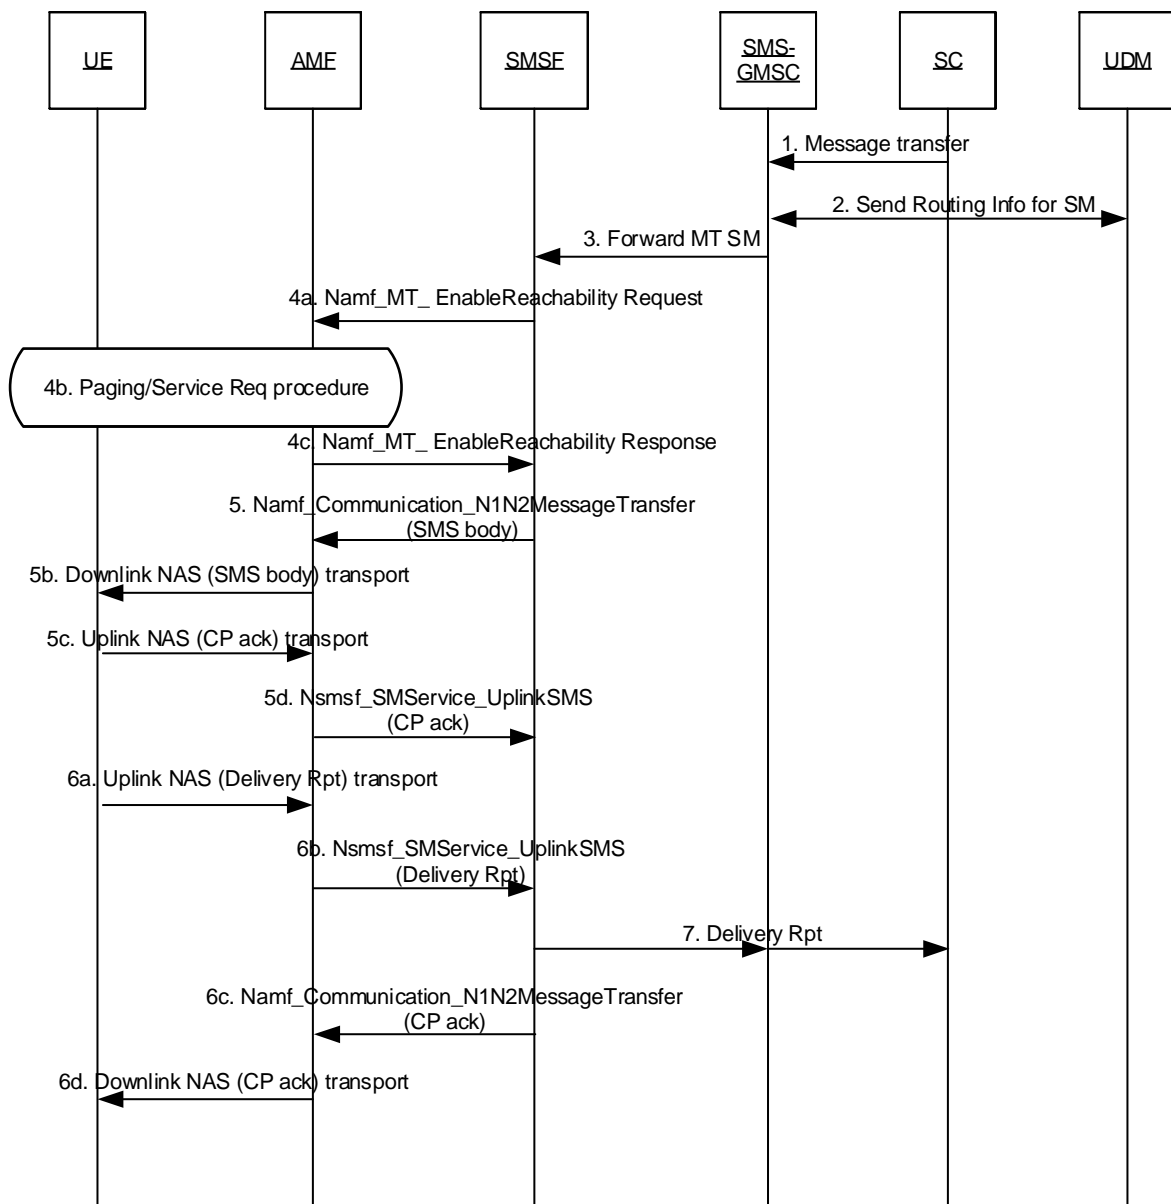 UE
AMF
SMSF
SMS-
GMSC
SC
UDM
1. Message transfer
2. Send Routing Info for SM
3. Forward MT SM
4a. Namf_MT_ EnableReachability Request
4b. Paging/Service Req procedure
4c. Namf_MT_ EnableReachability Response
5. Namf_Communication_N1N2MessageTransfer
(SMS body)
5b. Downlink NAS (SMS body) transport
5c. Uplink NAS (CP ack) transport
5d. Nsmsf_SMService_UplinkSMS
(CP ack)
6a. Uplink NAS (Delivery Rpt) transport
6b. Nsmsf_SMService_UplinkSMS
(Delivery Rpt)
7. Delivery Rpt
6c. Namf_Communication_N1N2MessageTransfer
(CP ack)
6d. Downlink NAS (CP ack) transport